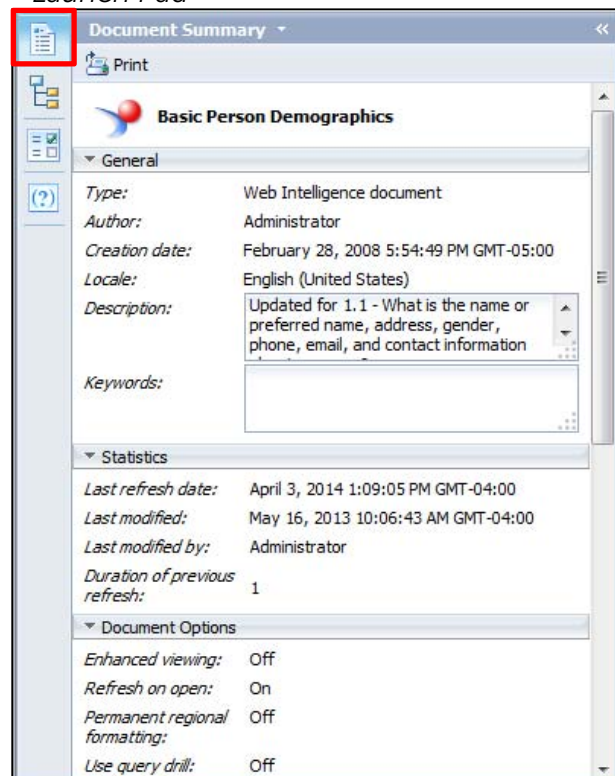 Launch Pad
Document Summary
Print
Basic Person Demographics
General
Type: Web Intelligence document
Author: Administrator
Creation date: February 28, 2008 5:54:49 PM GMT-05:00
Locale: English (United States)
Description: Updated for 1.1 - What is the name or
preferred name, address, gender,
phone, email, and contact information
Keywords:
Statistics
Last refresh date: April 3, 2014 1:09:05 PM GMT-04:00
Last modified: May 16, 2013 10:06:43 AM GMT-04:00
Last modified by: Administrator
Duration of previous
refresh: 1
Document Options
Enhanced viewing: Off
Refresh on open: On
Permanent regional Off
formatting:
Use query drill: Off